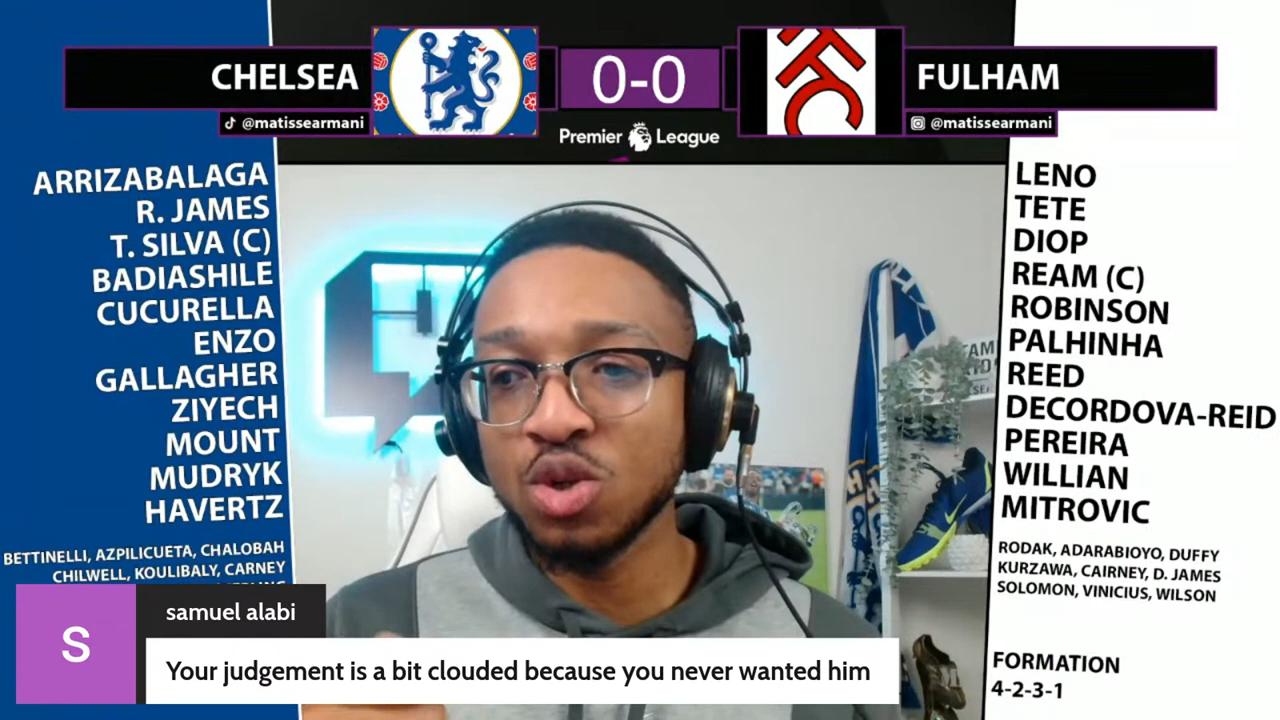 CHELSEA
0-0
FFC
FULHAM
@matissearmani
Premier League
@matissearmani
ARRIZABALAGA
R. JAMES
T. SILVA (C)
BADIASHILE
CUCURELLA
ENZO
GALLAGHER
ZIYECH
MOUNT
MUDRYK
HAVERTZ
BETTINELLI, AZPILICUETA, CHALOBAH
CHILWELL, KOULIBALY, CARNEY
LENO
TETE
DIOP
REAM (C)
ROBINSON
PALHINHA
REED
DECORDOVA-REID
PEREIRA
WILLIAN
MITROVIC
RODAK, ADARABIOYO, DUFFY
KURZAWA, CAIRNEY, D. JAMES
SOLOMON, VINICIUS, WILSON
FORMATION
4-2-3-1
S
samuel alabi
Your judgement is a bit clouded because you never wanted him